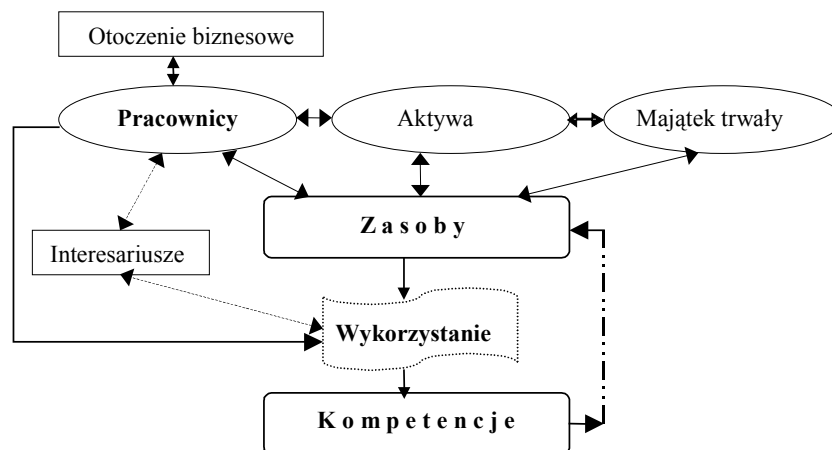 Otoczenie biznesowe
Pracownicy
Aktywa
Majątek trwały
Zasoby
Interesariusze
Wykorzystanie
Kompetencje